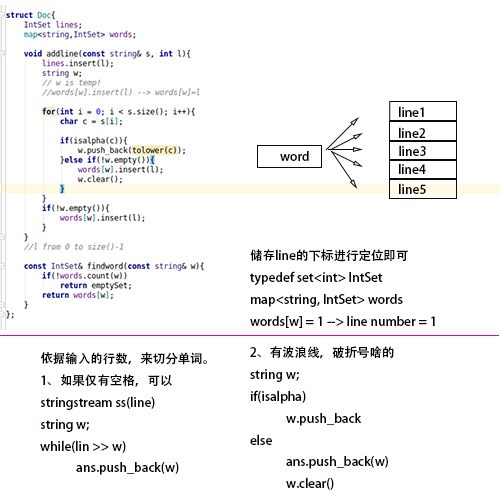 struct Doc{
IntSet lines;
map<string,IntSet> words;
void addline(const string& s, int l){
lines.insert(l);
string w;
// w is temp!
//words[w].insert(l) --> words[w]=l
for(int i = 0; i < s.size(); i++){
char c = s[i];
if(isalpha(c)){
w.push_back(tolower(c));
}else if(!w.empty()){
words[w].insert(l);
w.clear();
}
}
if(!w.empty()){
words[w].insert(l);
}
}
//l from 0 to size()-1
const IntSet& findword(const string& w){
if(!words.count(w))
return emptySet;
return words[w];
}
};
word
line1
line2
line3
line4
line5
储存line的下标进行定位即可
typedef set<int> IntSet
map<string, IntSet> words
words[w] = 1 --> line number = 1
依据输入的行数，来切分单词。
1、如果仅有空格，可以
stringstream ss(line)
string w;
while(lin >> w)
ans.push_back(w)
2、有波浪线，破折号啥的
string w;
if(isalpha)
w.push_back
else
ans.push_back(w)
w.clear()